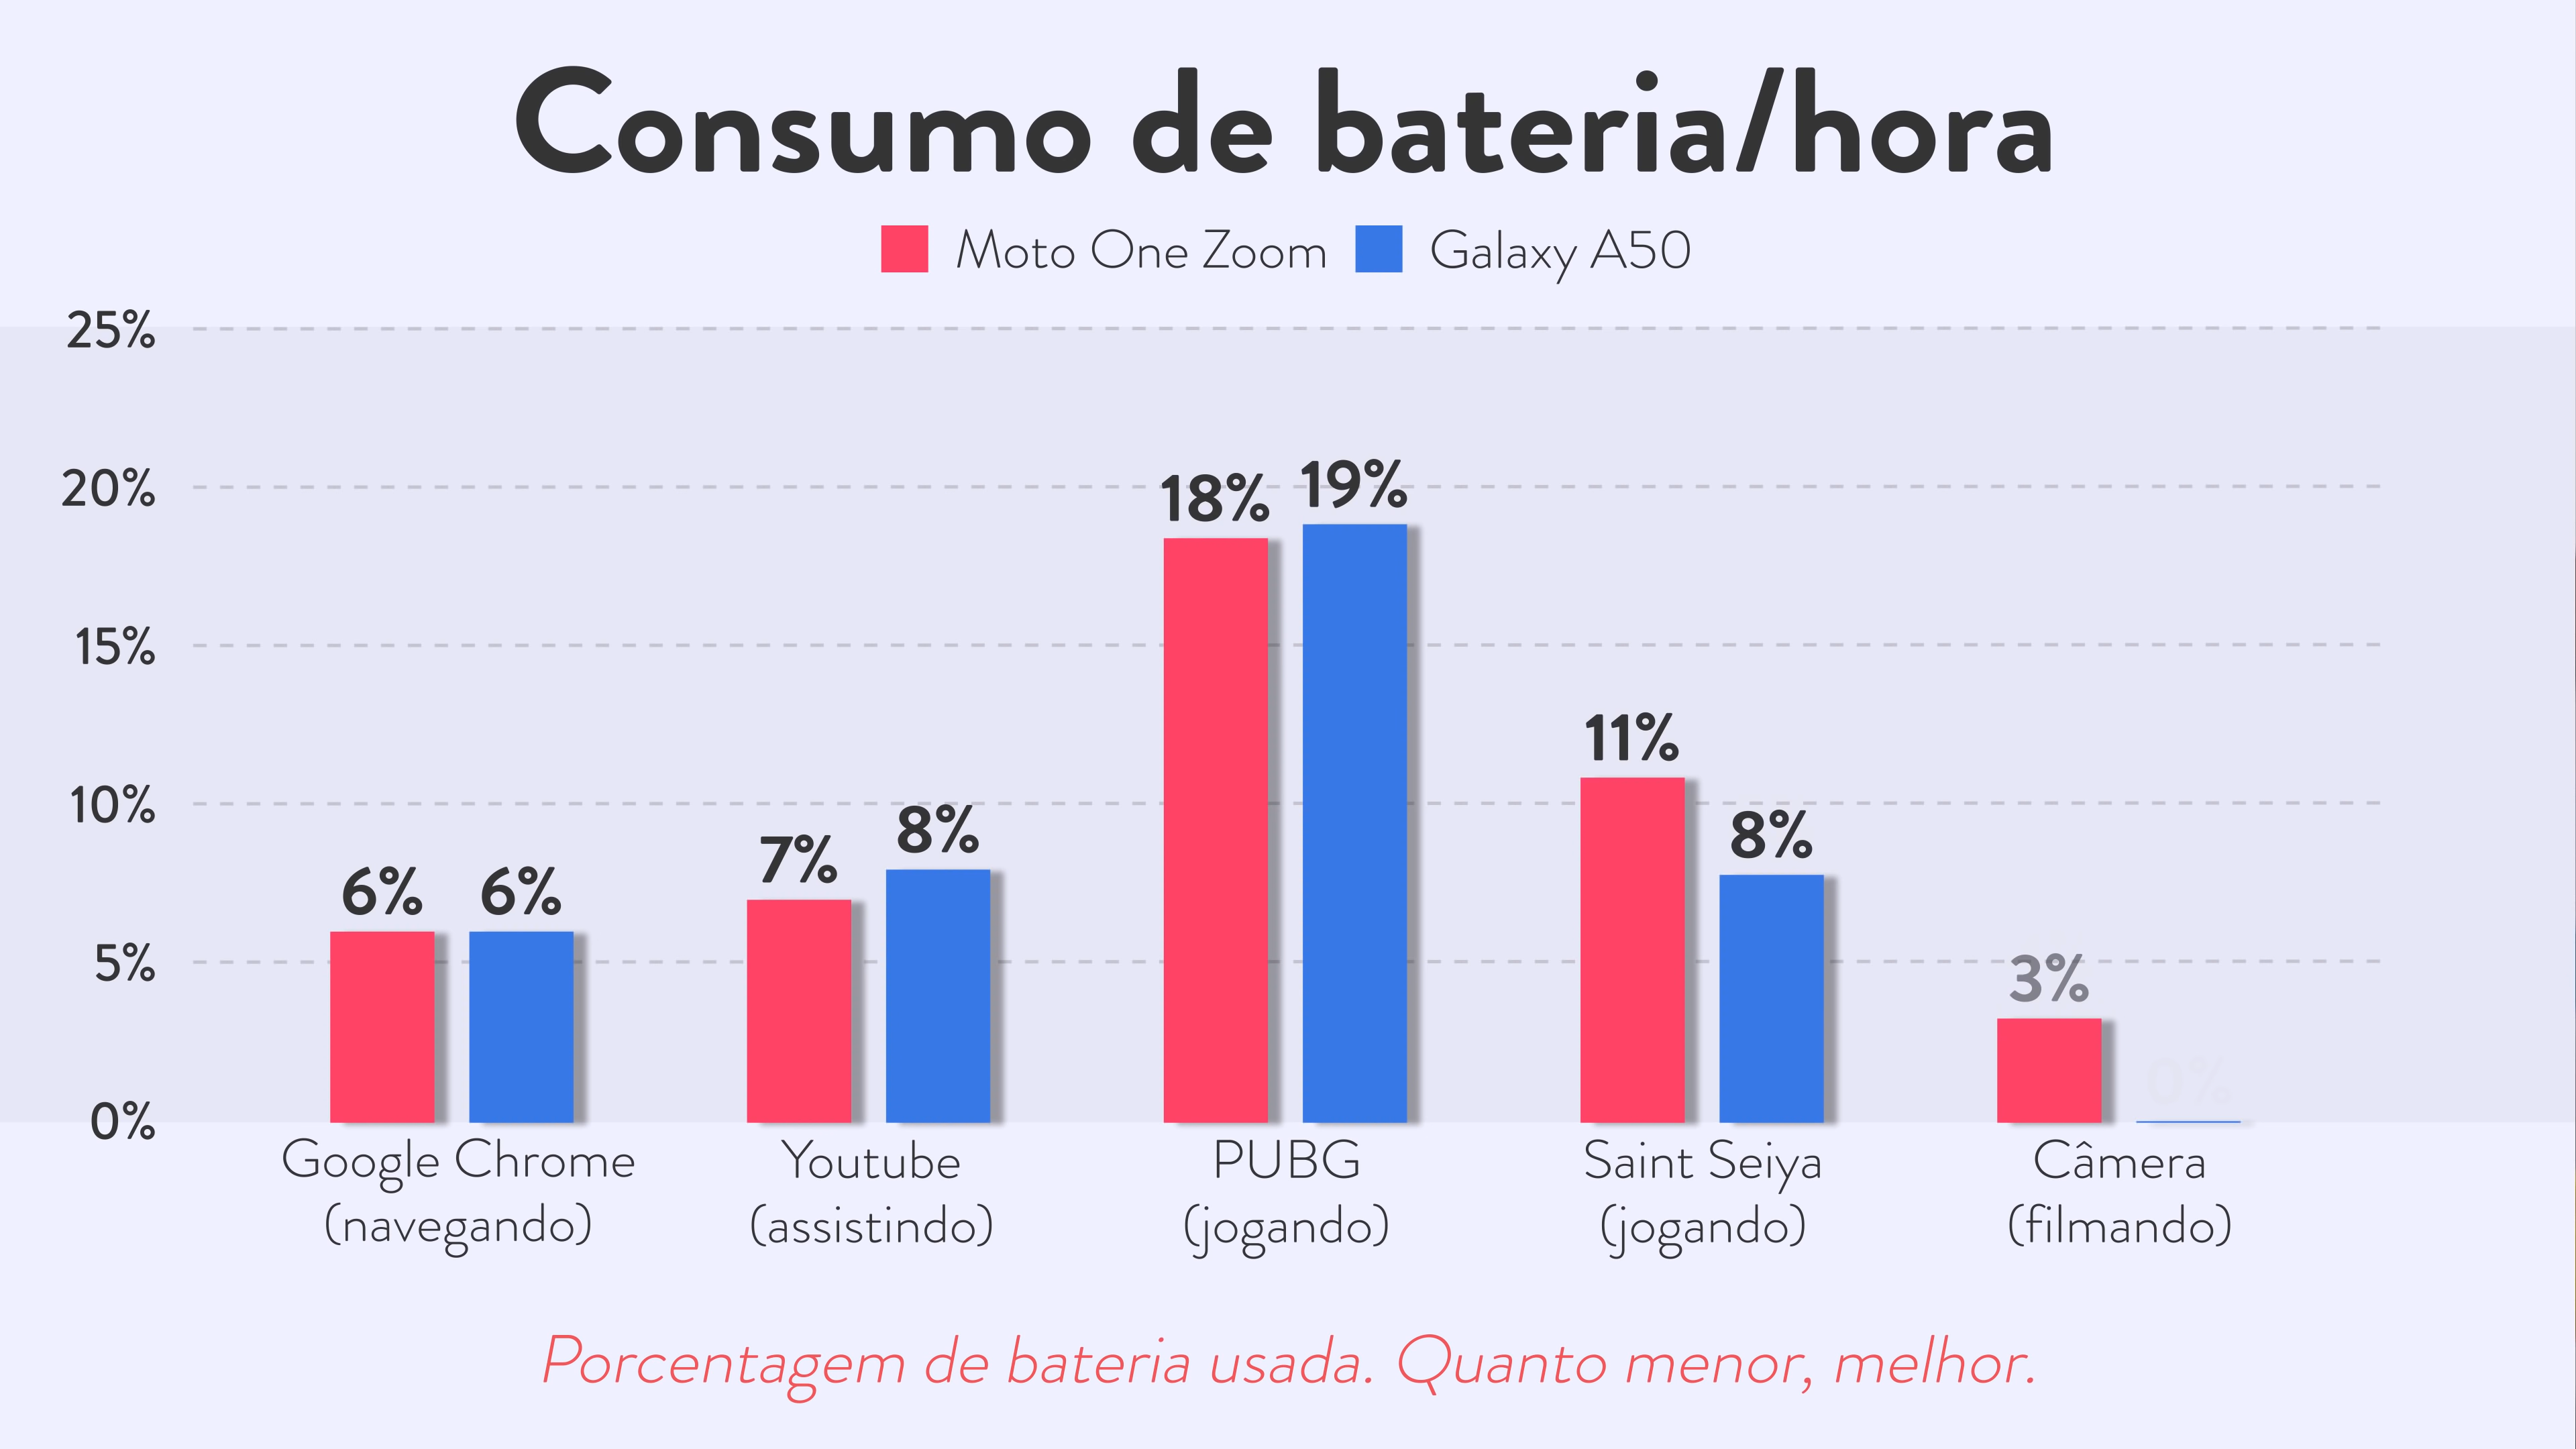 Consumo de bateria/hora
Moto One Zoom Galaxy A50
25%
20%
15%
10%
5%
0%
6% 6%
7% 8%
18% 19%
11% 8%
3% 0%
Google Chrome
(navegando)
Youtube
(assistindo)
PUBG
(jogando)
Saint Seiya
(jogando)
Câmera
(filmando)
Porcentagem de bateria usada. Quanto menor, melhor.